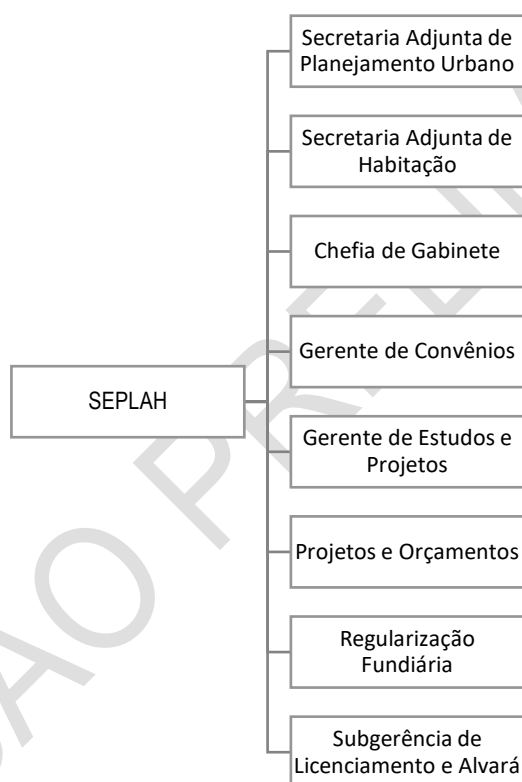 Secretaria Adjunta de
Planejamento Urbano
Secretaria Adjunta de
Habitação
Chefia de Gabinete
Gerente de Convênios
SEPLAH
Gerente de Estudos e
Projetos
Projetos e Orçamentos
Regularização
Fundiária
Subgerência de
Licenciamento e Alvará